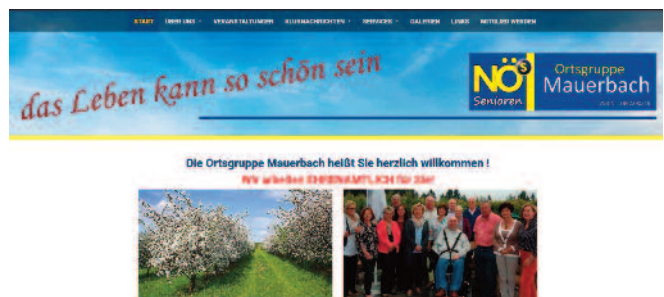 START ÜBER UNS VERANSTALTUNGEN KLUBNACHRICHTEN SERVICES GALERIEN LINKS MITGLIED WERDEN
das Leben kann so schön sein
NÖs
Senioren
Ortsgruppe
Mauerbach
Die Ortsgruppe Mauerbach heißt Sie herzlich willkommen !
Wir arbeiten EHRENAMTLICH für Sie!